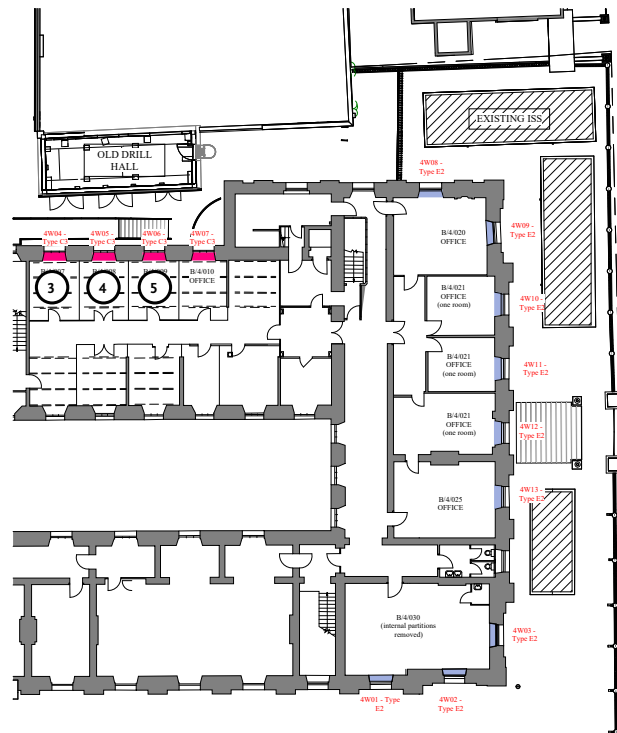 EXISTING ISS
OLD DRILL
HALL
4W08 -
Type E2
4W04 -
Type C3
4W05 -
Type C3
4W06 -
Type C3
4W07 -
Type C3
B/4/020
OFFICE
4W09 -
Type E2
B/4/010
OFFICE
3
4
5
B/4/021
OFFICE
(one room)
4W10 -
Type E2
B/4/021
OFFICE
(one room)
4W11 -
Type E2
B/4/021
OFFICE
(one room)
4W12 -
Type E2
B/4/025
OFFICE
4W13 -
Type E2
B/4/030
(internal partitions
removed)
4W03 -
Type E2
4W01 - Type
E2
4W02 -
Type E2